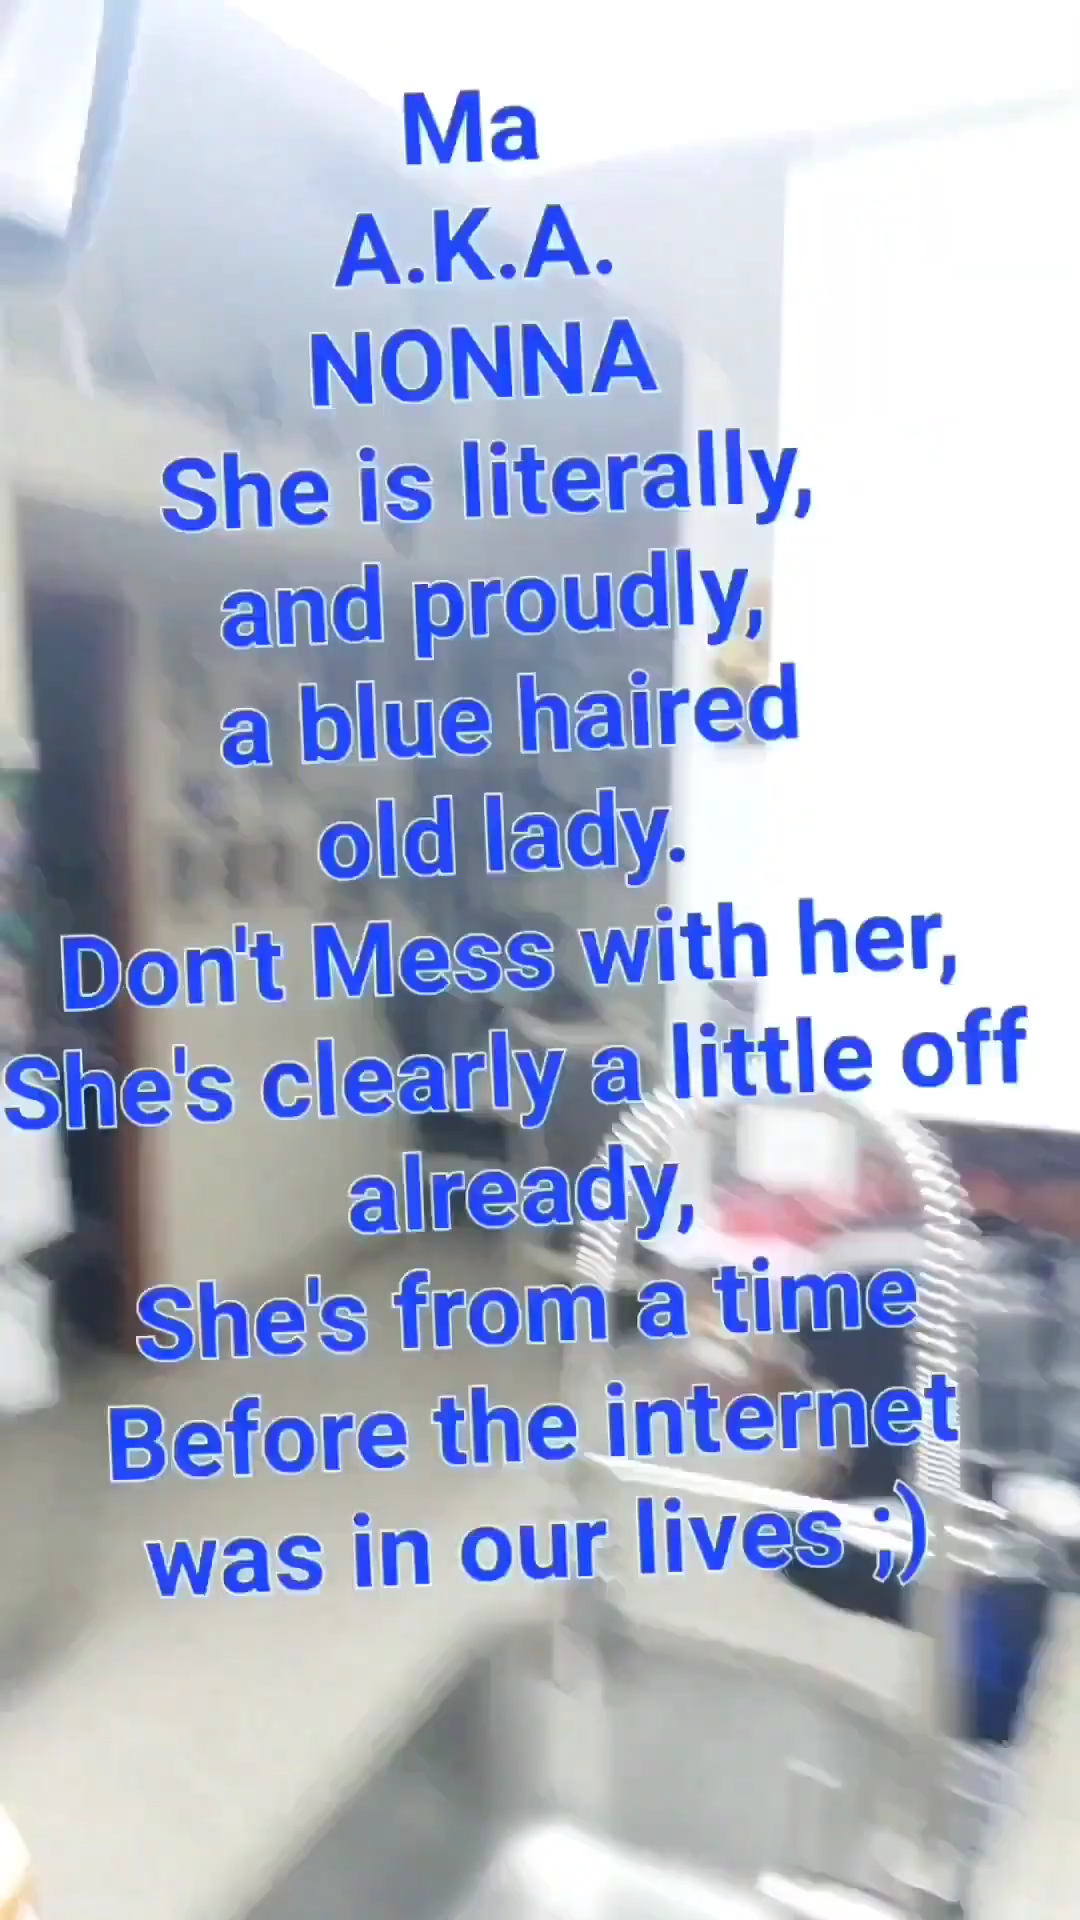 Ma
A.K.A.
NONNA
She is literally,
and proudly,
a blue haired
old lady.
Don't Mess with her,
She's clearly a little off
already,
She's from a time
Before the internet
was in our lives ;)